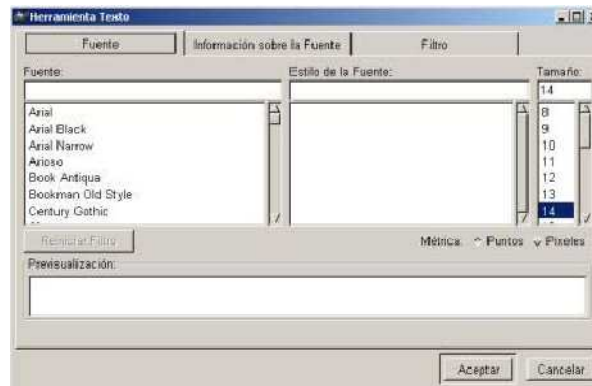 Herramienta Texto
Fuente
Información sobre la Fuente
Filtro
Fuente:
Estilo de la Fuente:
Tamaño:
14
Arial
Arial Black
Arial Narrow
Arioso
Book Antiqua
Bookman Old Style
Century Gothic
8
9
10
11
12
13
14
Reiniciar Filtro
Métrica: Puntos Pixeles
Previsualización:
Aceptar
Cancelar